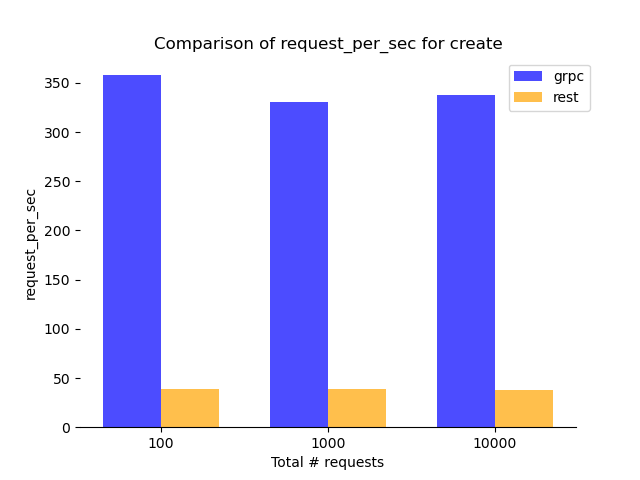 Comparison of request_per_sec for create
grpc
rest
request_per_sec
350
300
250
200
150
100
50
0
100 1000 10000
Total # requests